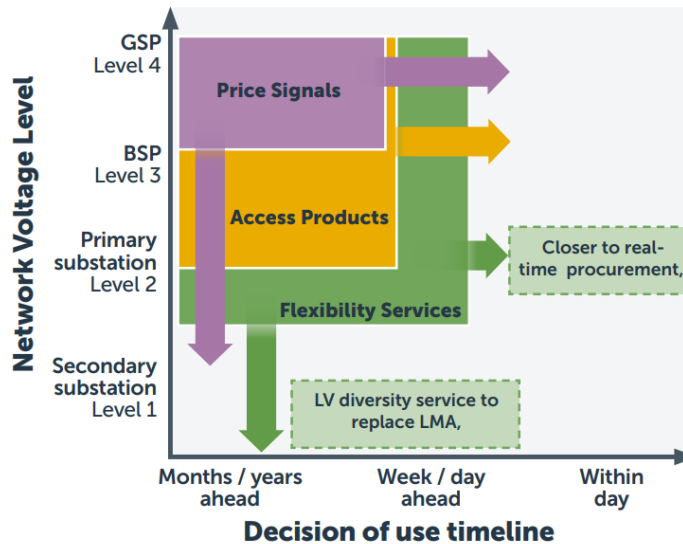 Network Voltage Level
GSP
Level 4
BSP
Level 3
Primary
substation
Level 2
Secondary
substation
Level 1
Price Signals
Access Products
Flexibility Services
Closer to real-
time procurement,
LV diversity service to
replace LMA,
Months / years
ahead
Week / day
ahead
Within
day
Decision of use timeline